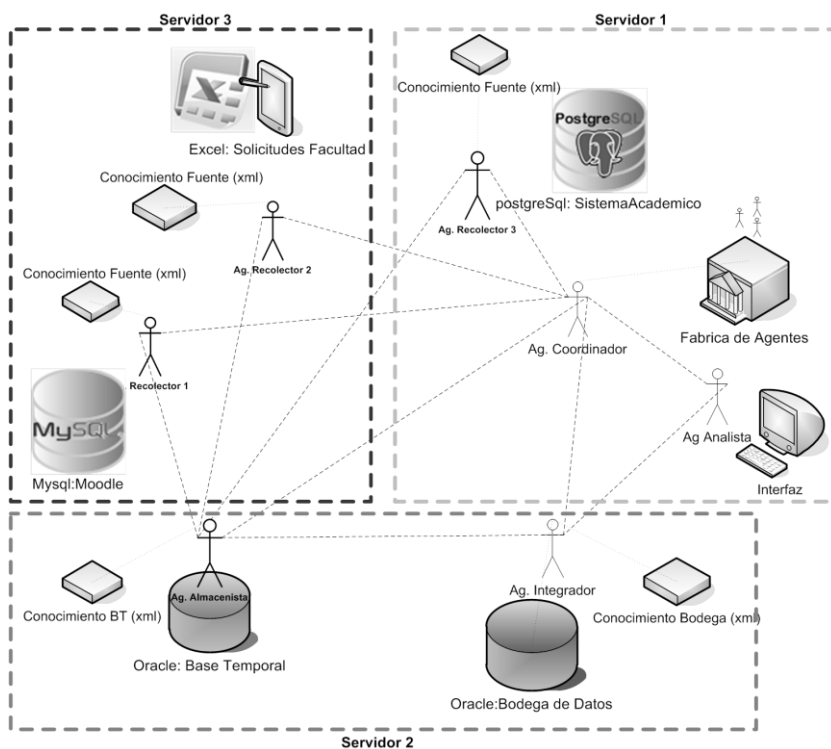 Servidor 3
Servidor 1
Conocimiento Fuente (xml)
PostgreSQL
Excel: Solicitudes Facultad
Conocimiento Fuente (xml)
postgreSql: SistemaAcademico
Ag. Recolector 3
Ag. Recolector 2
Conocimiento Fuente (xml)
Fabrica de Agentes
Ag. Coordinador
Recolector 1
MySQL
Ag Analista
Mysql:Moodle
Interfaz
Ag. Almacenista
Ag. Integrador
Conocimiento BT (xml)
Conocimiento Bodega (xml)
Oracle: Base Temporal
Oracle:Bodega de Datos
Servidor 2